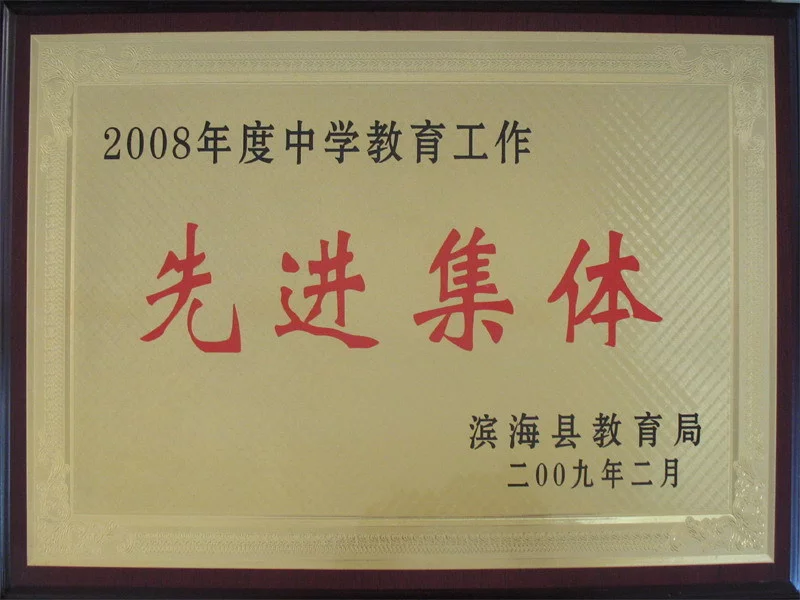 2008年度中学教育工作
先进集体
滨海县教育局
二00九年二月